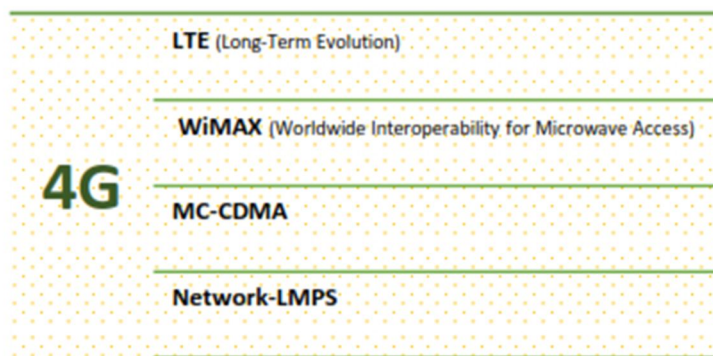 LTE (Long-Term Evolution)
WiMAX (Worldwide Interoperability for Microwave Access)
4G
MC-CDMA
Network-LMPS